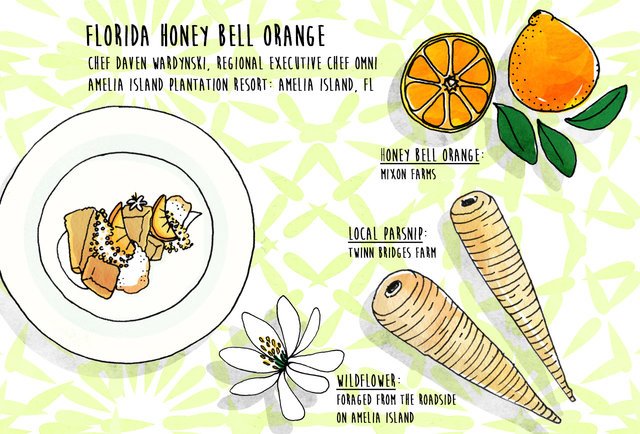 FLORIDA HONEY BELL ORANGE
CHEF DAVEN WARDYNSKI, REGIONAL EXECUTIVE CHEF OMNI
AMELIA ISLAND PLANTATION RESORT: AMELIA ISLAND, FL
HONEY BELL ORANGE:
MIXON FARMS
LOCAL PARSNIP:
TWINN BRIDGES FARM
WILDFLOWER:
FORAGED FROM THE ROADSIDE
ON AMELIA ISLAND